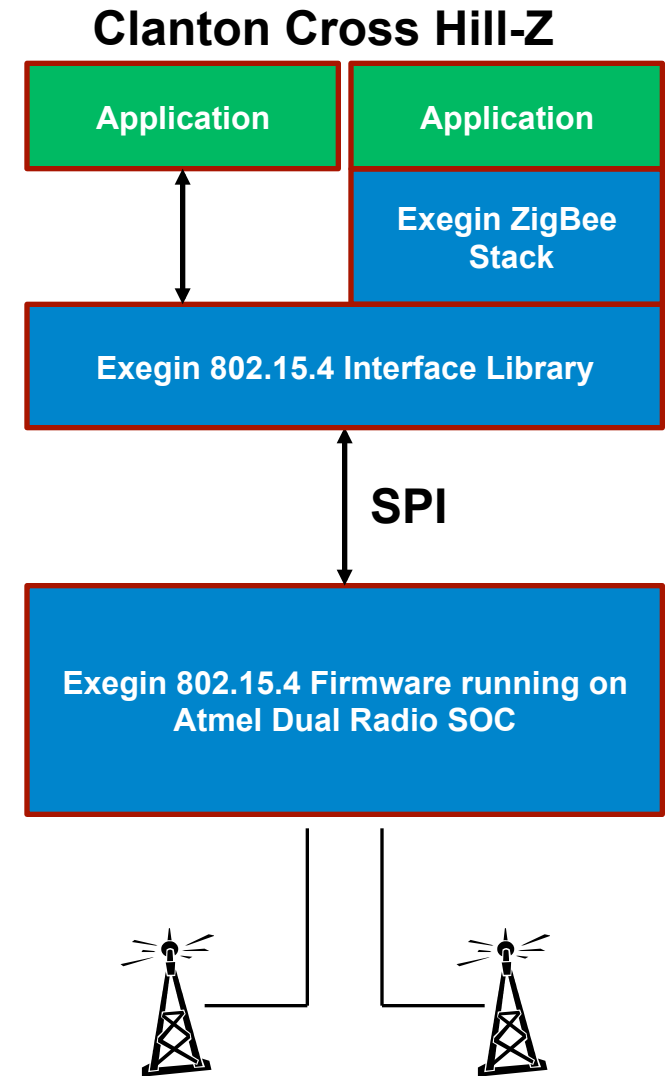 Clanton Cross Hill-Z
Application
Application
Exegin ZigBee
Stack
Exegin 802.15.4 Interface Library
SPI
Exegin 802.15.4 Firmware running on
Atmel Dual Radio SOC